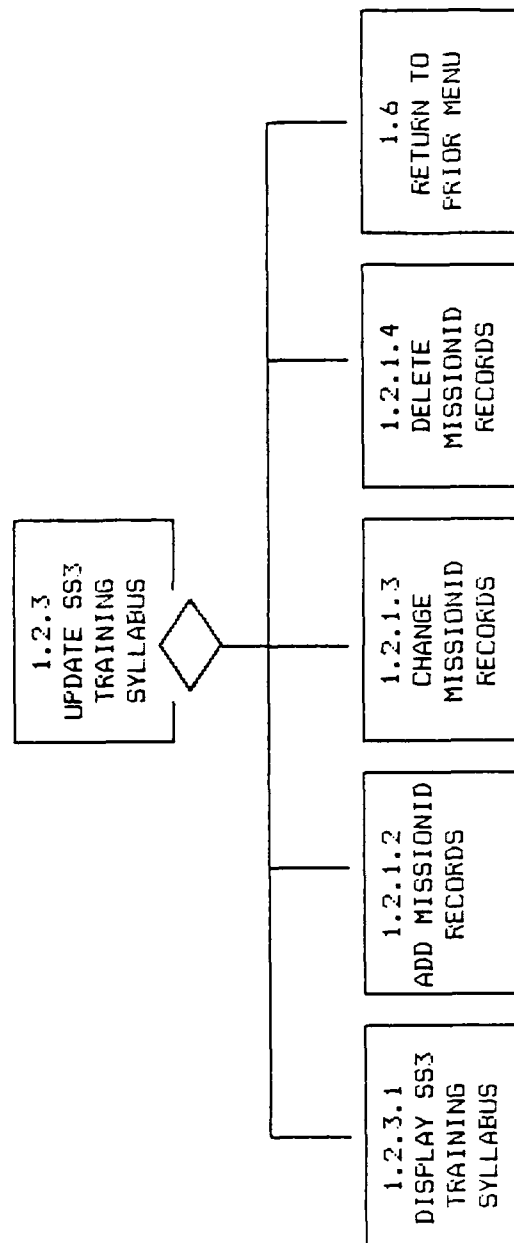 1.2.3
UPDATE SS3
TRAINING
SYLLABUS
1.2.3.1
DISPLAY SS3
TRAINING
SYLLABUS
1.2.1.2
ADD MISSIONID
RECORDS
1.2.1.3
CHANGE
MISSIONID
RECORDS
1.2.1.4
DELETE
MISSIONID
RECORDS
1.6
RETURN TO
PRIOR MENU